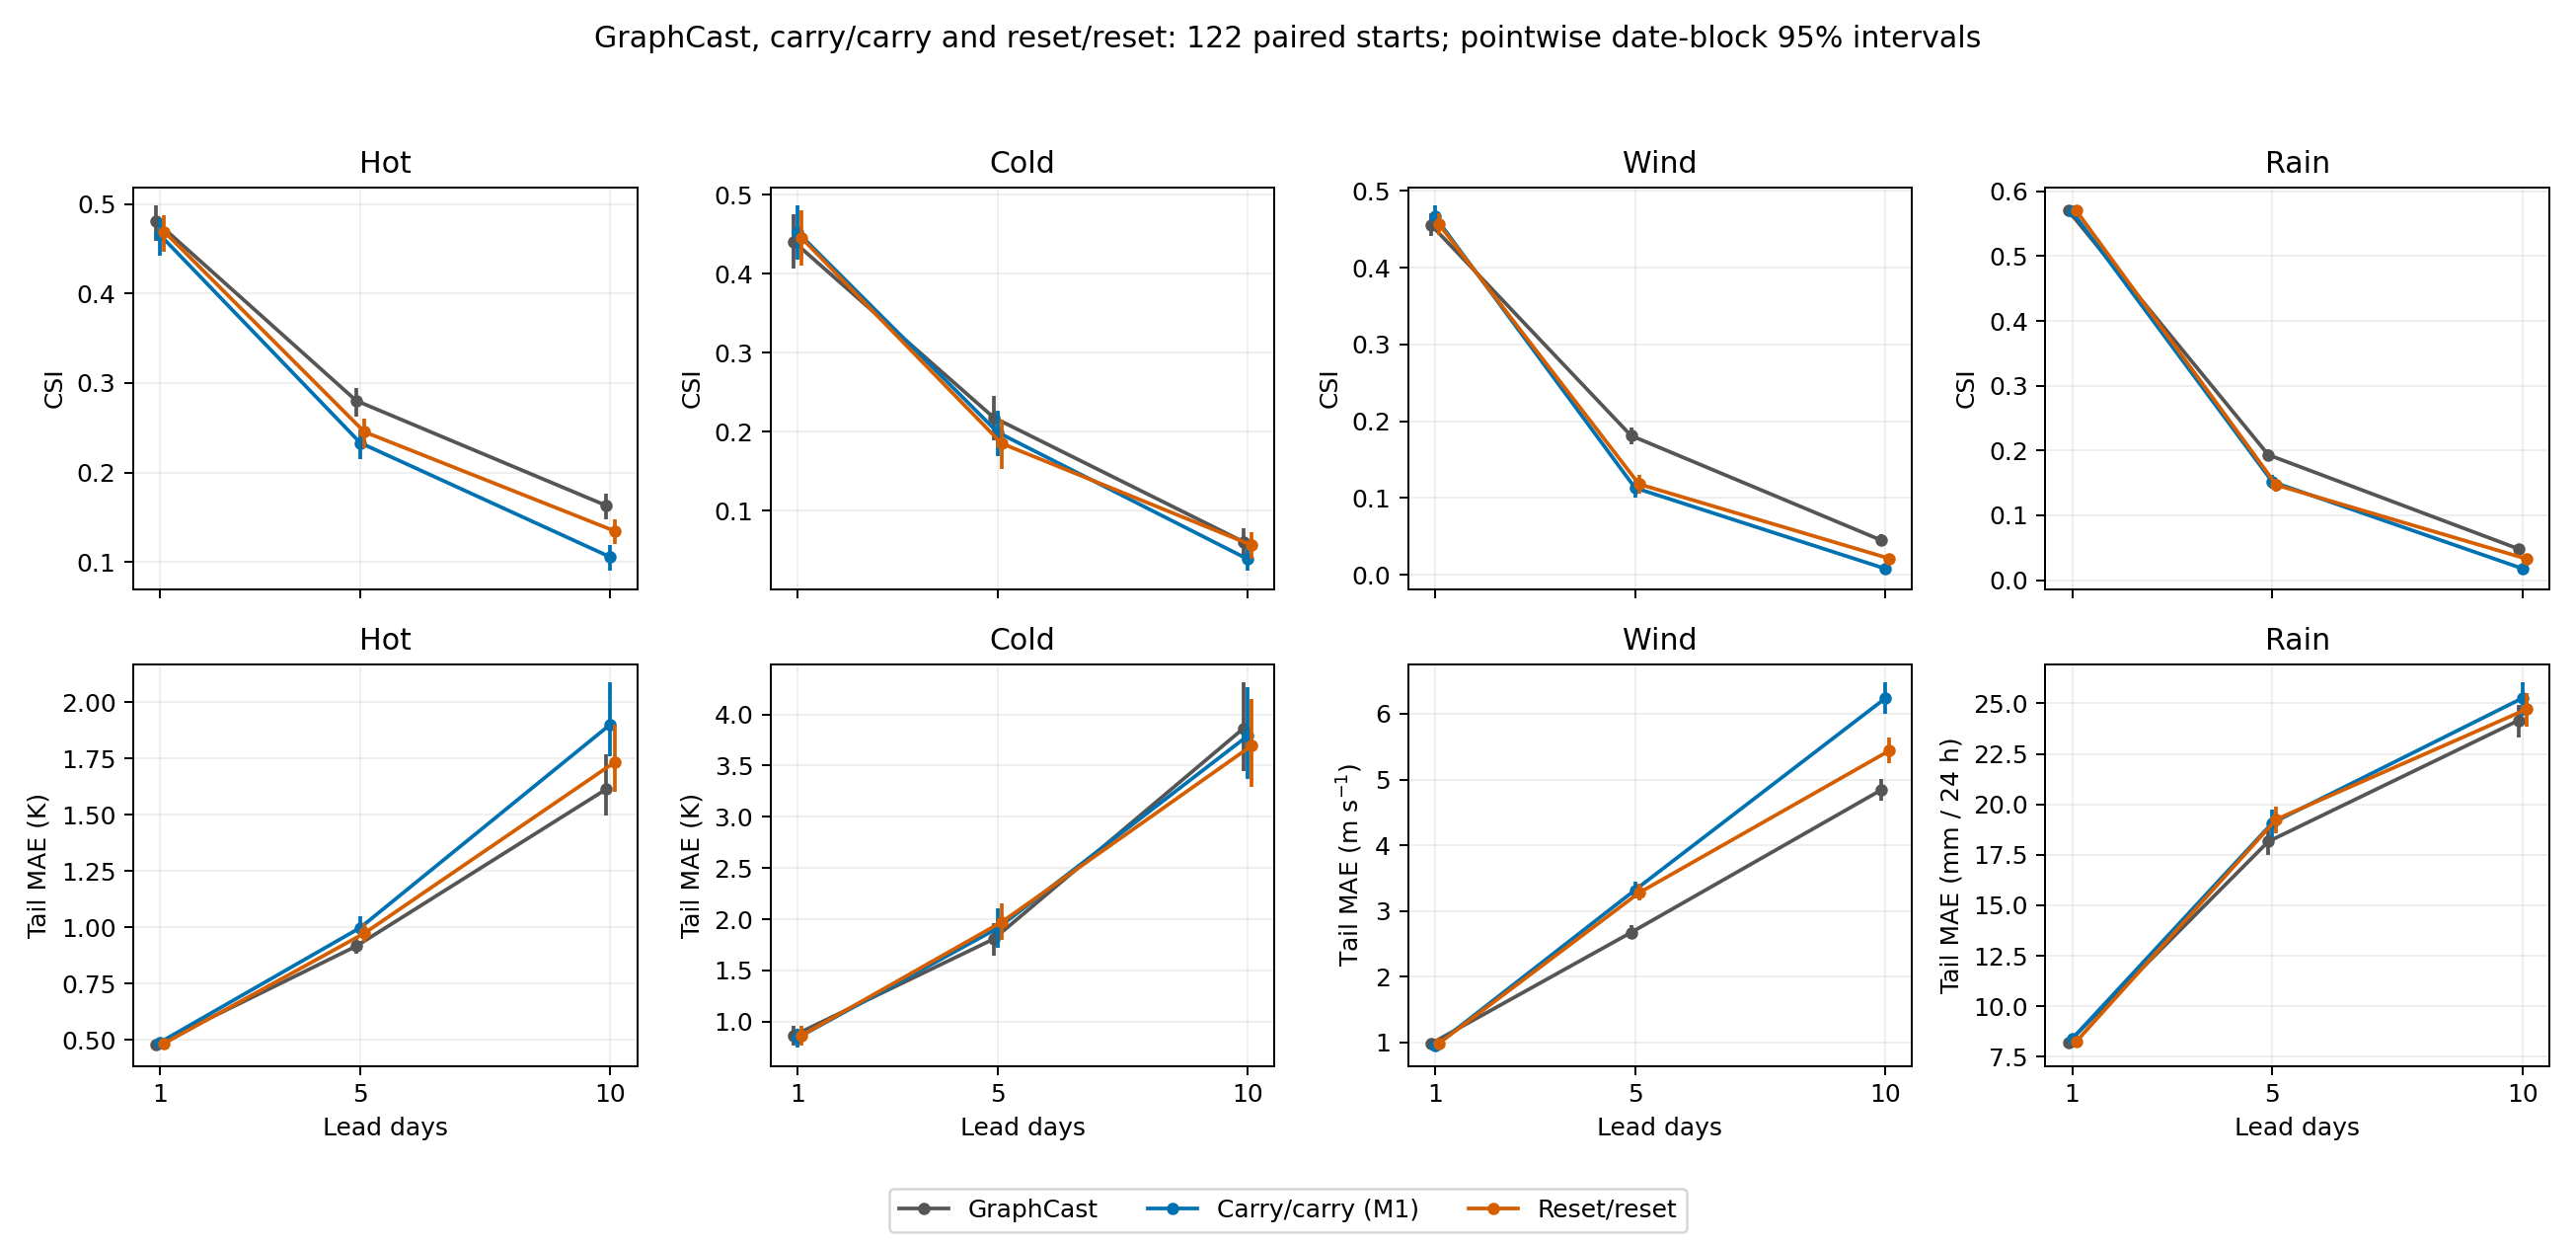 GraphCast, carry/carry and reset/reset: 122 paired starts; pointwise date-block 95% intervals
Hot
Cold
Wind
Rain
CSI
0.5
0.4
0.3
0.2
0.1
CSI
0.5
0.4
0.3
0.2
0.1
CSI
0.5
0.4
0.3
0.2
0.1
0.0
CSI
0.6
0.5
0.4
0.3
0.2
0.1
0.0
Hot
Cold
Wind
Rain
Tail MAE (K)
2.00
1.75
1.50
1.25
1.00
0.75
0.50
1 5 10
Lead days
Tail MAE (K)
4.0
3.5
3.0
2.5
2.0
1.5
1.0
1 5 10
Lead days
Tail MAE (m s⁻¹)
6
5
4
3
2
1
1 5 10
Lead days
Tail MAE (mm / 24 h)
25.0
22.5
20.0
17.5
15.0
12.5
10.0
7.5
1 5 10
Lead days
GraphCast Carry/carry (M1) Reset/reset